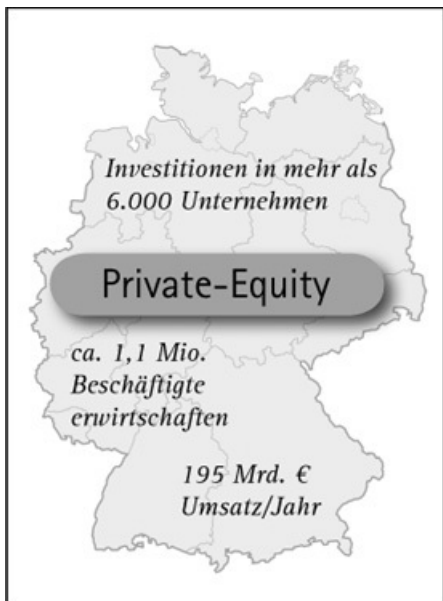 Investitionen in mehr als
6.000 Unternehmen
Private-Equity
ca. 1,1 Mio.
Beschäftigte
erwirtschaften
195 Mrd. €
Umsatz/Jahr